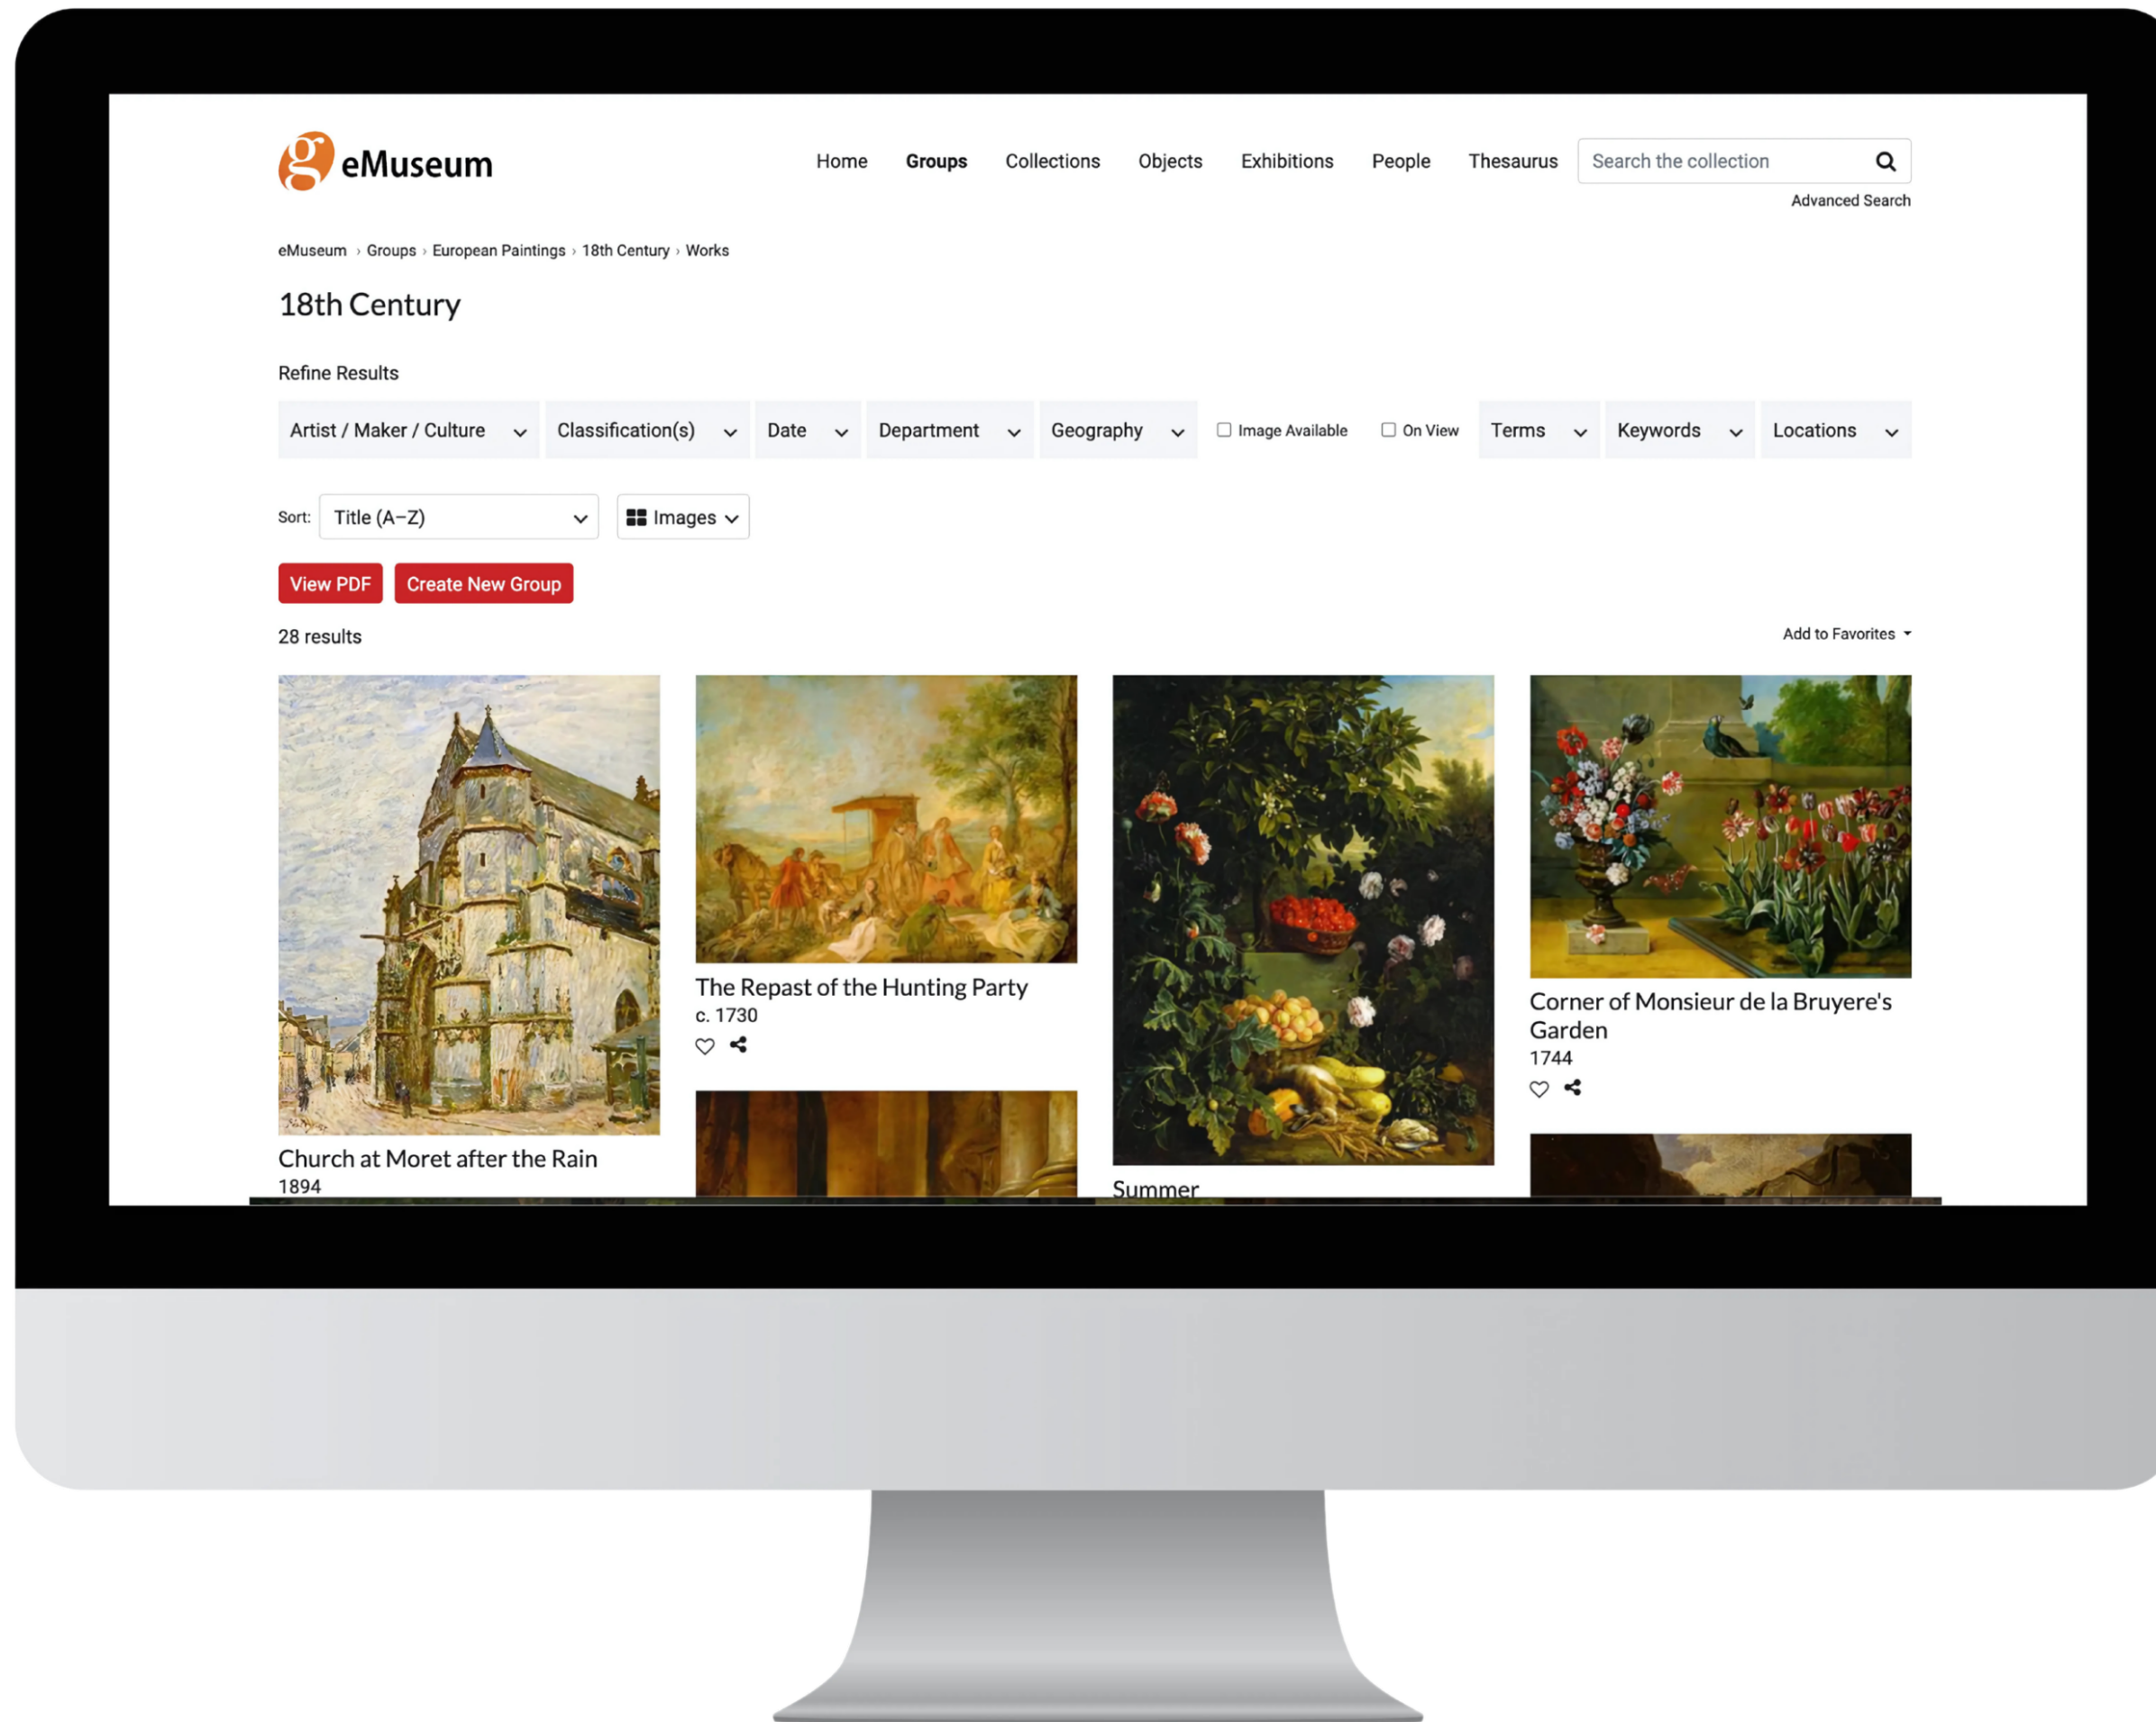 g eMuseum
Home Groups Collections Objects Exhibitions People Thesaurus Search the collection
Advanced Search
eMuseum › Groups › European Paintings › 18th Century › Works
18th Century
Refine Results
Artist / Maker / Culture Classification(s) Date Department Geography Image Available On View Terms Keywords Locations
Sort: Title (A–Z) Images
View PDF Create New Group
28 results
Add to Favorites
Church at Moret after the Rain
1894
The Repast of the Hunting Party
c. 1730
Summer
Corner of Monsieur de la Bruyere's
Garden
1744